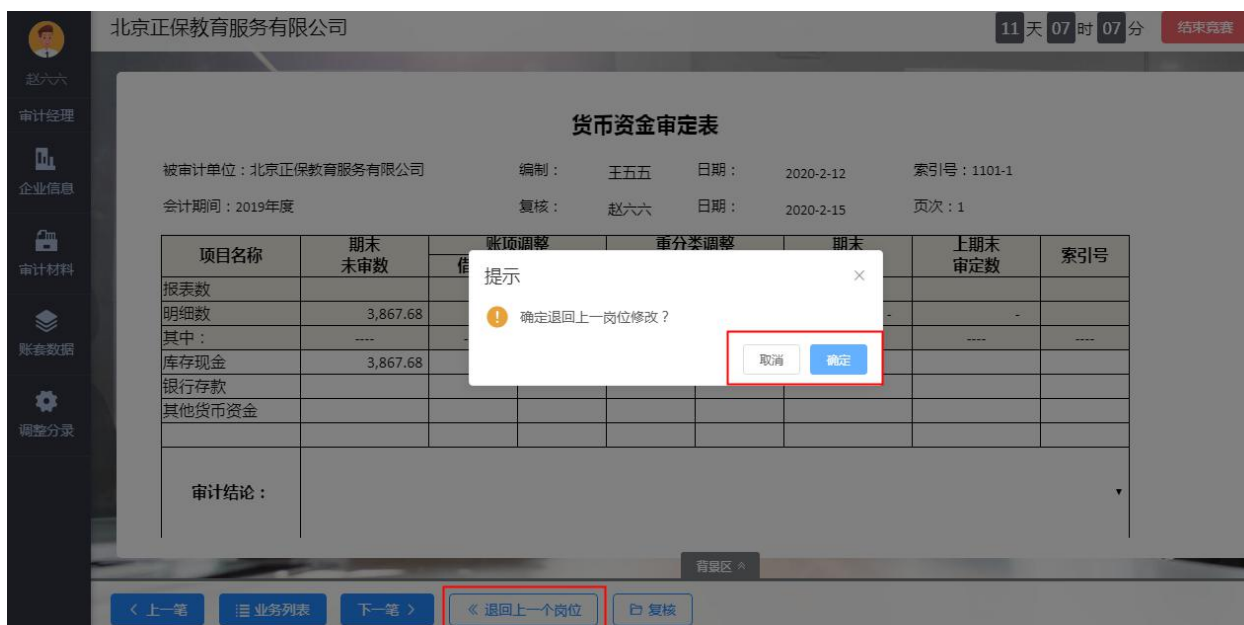 北京正保教育服务有限公司 11 天 07 时 07 分 结束竞赛
赵六六
审计经理
企业信息
审计材料
账套数据
调整分录
货币资金审定表
被审计单位：北京正保教育服务有限公司 编制： 王五五 日期： 2020-2-12 索引号：1101-1
会计期间：2019年度 复核： 赵六六 日期： 2020-2-15 页次：1
项目名称 期末 账项调整 重分类调整 期末 上期末 索引号
未审数 借 审定数
报表数
明细数 3,867.68 - -
其中： ---- - ---- ----
库存现金 3,867.68
银行存款
其他货币资金
审计结论： ▼
提示 ×
! 确定退回上一岗位修改？
取消 确定
背景区
< 上一笔 业务列表 下一笔 > 《 退回上一个岗位 复核